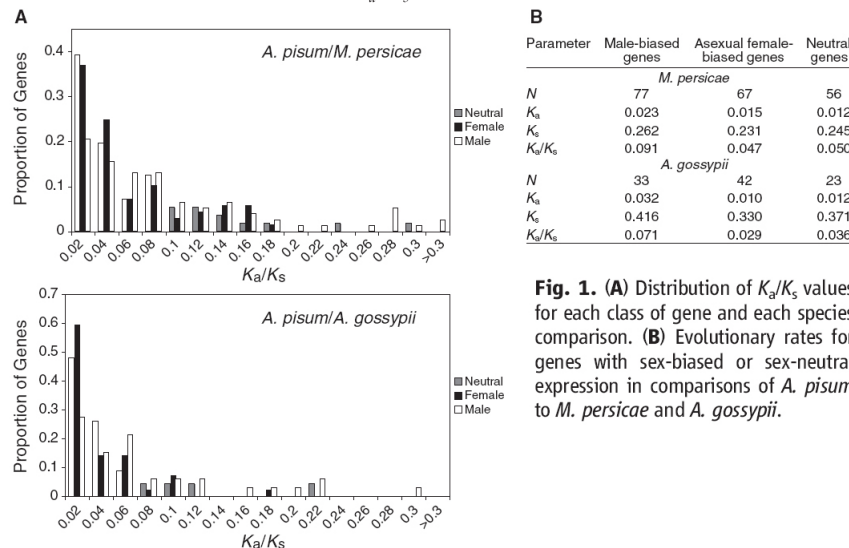 A
A. pisum/M. persicae
Proportion of Genes
0.4
0.3
0.2
0.1
0
Neutral
Female
Male
0.02 0.04 0.06 0.08 0.1 0.12 0.14 0.16 0.18 0.2 0.22 0.24 0.26 0.28 0.3 >0.3
Ka/Ks
A. pisum/A. gossypii
Proportion of Genes
0.7
0.6
0.5
0.4
0.3
0.2
0.1
0
Neutral
Female
Male
0.02 0.04 0.06 0.08 0.1 0.12 0.14 0.16 0.18 0.2 0.22 0.24 0.26 0.28 0.3 >0.3
Ka/Ks
B
Parameter Male-biased genes Asexual female-biased genes Neutral genes
M. persicae
N 77 67 56
Ka 0.023 0.015 0.012
Ks 0.262 0.231 0.245
Ka/Ks 0.091 0.047 0.050
A. gossypii
N 33 42 23
Ka 0.032 0.010 0.012
Ks 0.416 0.330 0.371
Ka/Ks 0.071 0.029 0.036
Fig. 1. (A) Distribution of Ka/Ks values
for each class of gene and each species
comparison. (B) Evolutionary rates for
genes with sex-biased or sex-neutral
expression in comparisons of A. pisum
to M. persicae and A. gossypii.